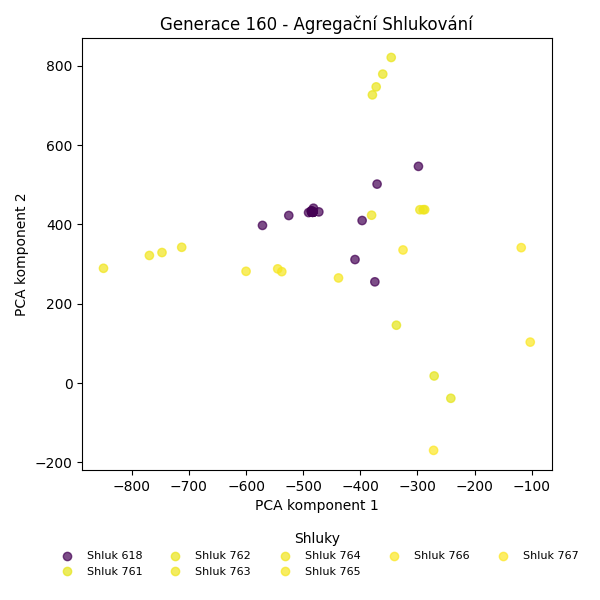 Generace 160 - Agregační Shlukování
800
600
400
200
0
−200
PCA komponent 2
−800 −700 −600 −500 −400 −300 −200 −100
PCA komponent 1
Shluky
Shluk 618 Shluk 762 Shluk 764 Shluk 766 Shluk 767
Shluk 761 Shluk 763 Shluk 765